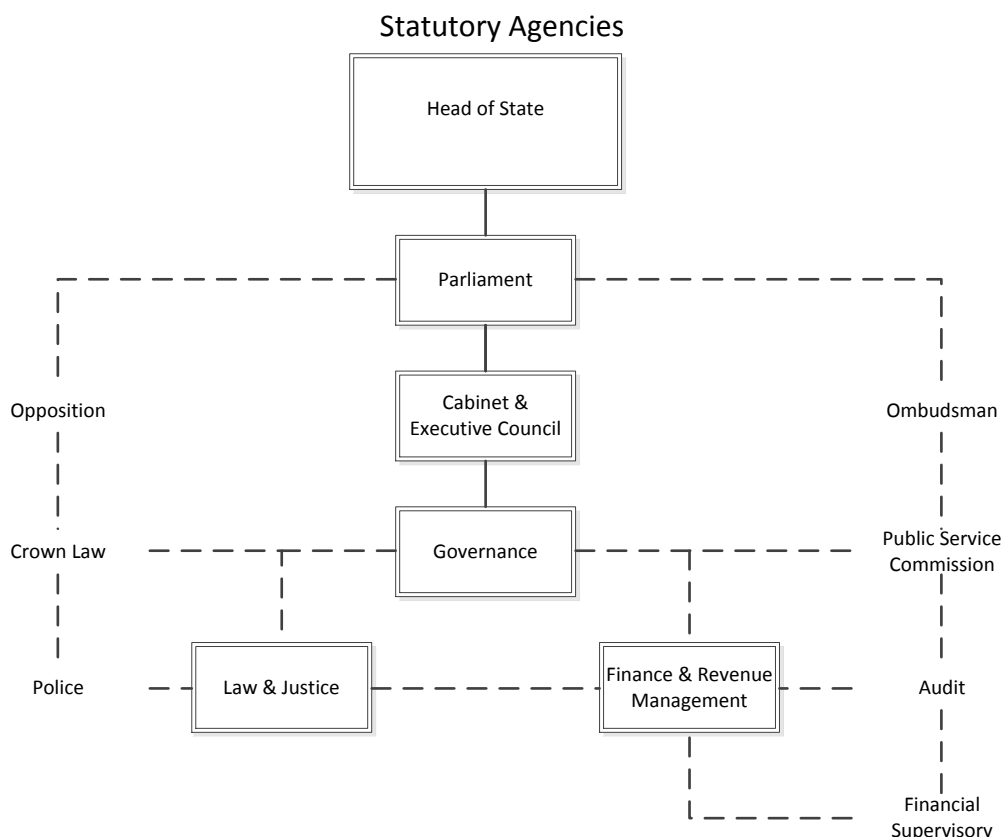 Statutory Agencies
Head of State
Parliament
Opposition
Cabinet &
Executive Council
Ombudsman
Crown Law
Governance
Public Service
Commission
Police
Law & Justice
Finance & Revenue
Management
Audit
Financial
Supervisory